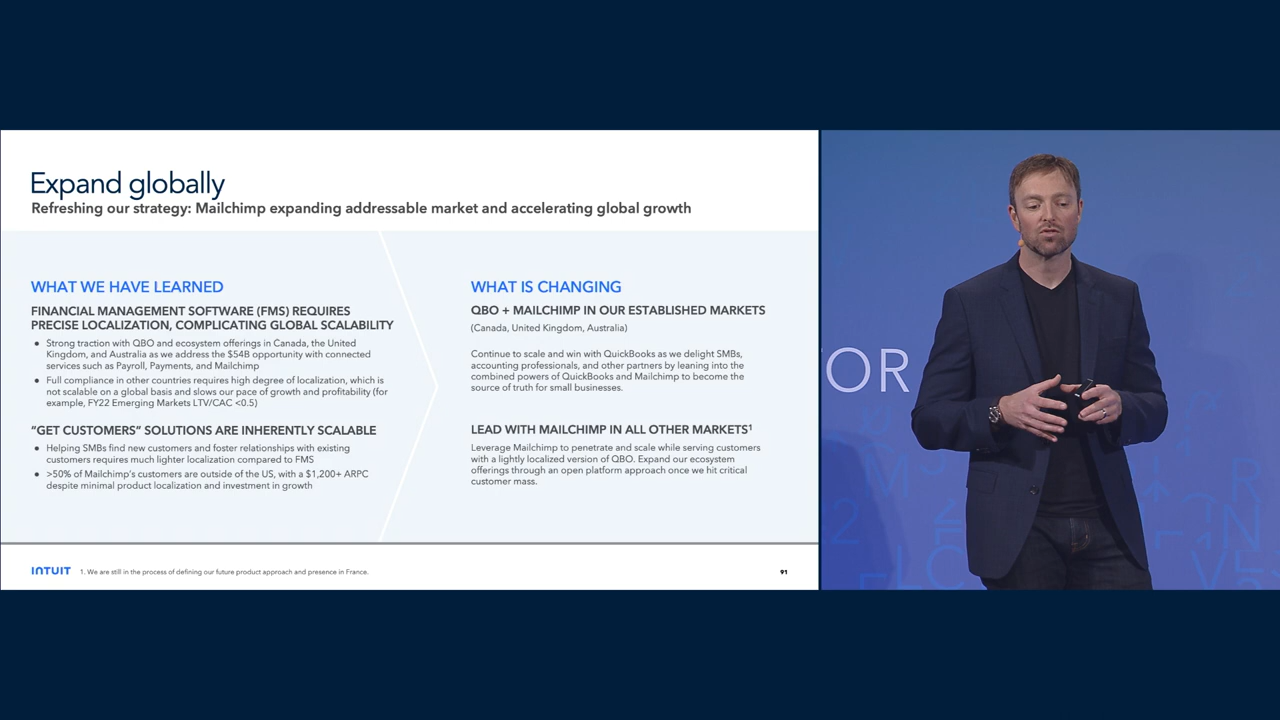 Expand globally
Refreshing our strategy: Mailchimp expanding addressable market and accelerating global growth
WHAT WE HAVE LEARNED
FINANCIAL MANAGEMENT SOFTWARE (FMS) REQUIRES
PRECISE LOCALIZATION, COMPLICATING GLOBAL SCALABILITY
● Strong traction with QBO and ecosystem offerings in Canada, the United
Kingdom, and Australia as we address the $54B opportunity with connected
services such as Payroll, Payments, and Mailchimp
● Full compliance in other countries requires high degree of localization, which is
not scalable on a global basis and slows our pace of growth and profitability (for
example, FY22 Emerging Markets LTV/CAC <0.5)
“GET CUSTOMERS” SOLUTIONS ARE INHERENTLY SCALABLE
● Helping SMBs find new customers and foster relationships with existing
customers requires much lighter localization compared to FMS
● >50% of Mailchimp’s customers are outside of the US, with a $1,200+ ARPC
despite minimal product localization and investment in growth
WHAT IS CHANGING
QBO + MAILCHIMP IN OUR ESTABLISHED MARKETS
(Canada, United Kingdom, Australia)
Continue to scale and win with QuickBooks as we delight SMBs,
accounting professionals, and other partners by leaning into the
combined powers of QuickBooks and Mailchimp to become the
source of truth for small businesses.
LEAD WITH MAILCHIMP IN ALL OTHER MARKETS¹
Leverage Mailchimp to penetrate and scale while serving customers
with a lightly localized version of QBO. Expand our ecosystem
offerings through an open platform approach once we hit critical
customer mass.
INTUIT
1. We are still in the process of defining our future product approach and presence in France.
91
OR